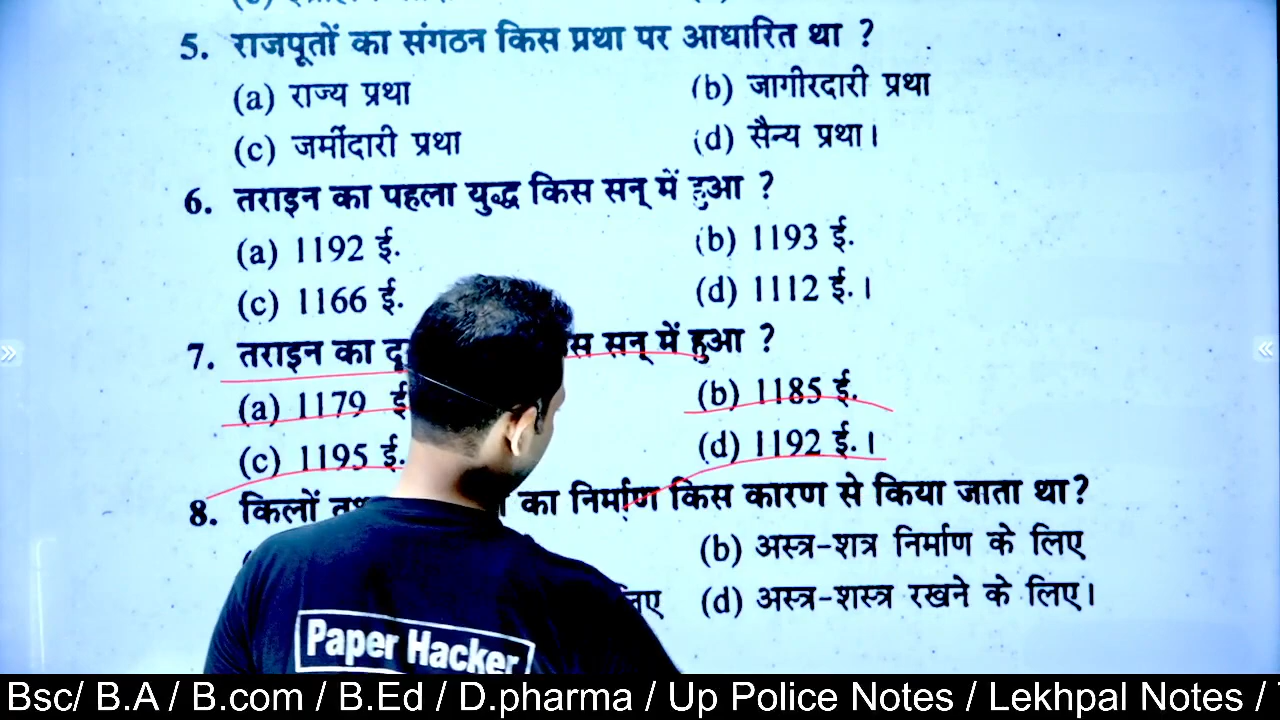 5. राजपूतों का संगठन किस प्रथा पर आधारित था ?
(a) राज्य प्रथा (b) जागीरदारी प्रथा
(c) जमींदारी प्रथा (d) सैन्य प्रथा।
6. तराइन का पहला युद्ध किस सन् में हुआ ?
(a) 1192 ई. (b) 1193 ई.
(c) 1166 ई. (d) 1112 ई.।
7. तराइन का सन् में हुआ ?
(a) 1179 ई (b) 1185 ई.
(c) 1195 ई. (d) 1192 ई.।
8. किलों का निर्माण किस कारण से किया जाता था?
(b) अस्त्र-शत्र निर्माण के लिए
(d) अस्त्र-शस्त्र रखने के लिए।
Paper Hacker
Bsc/ B.A / B.com / B.Ed / D.pharma / Up Police Notes / Lekhpal Notes /